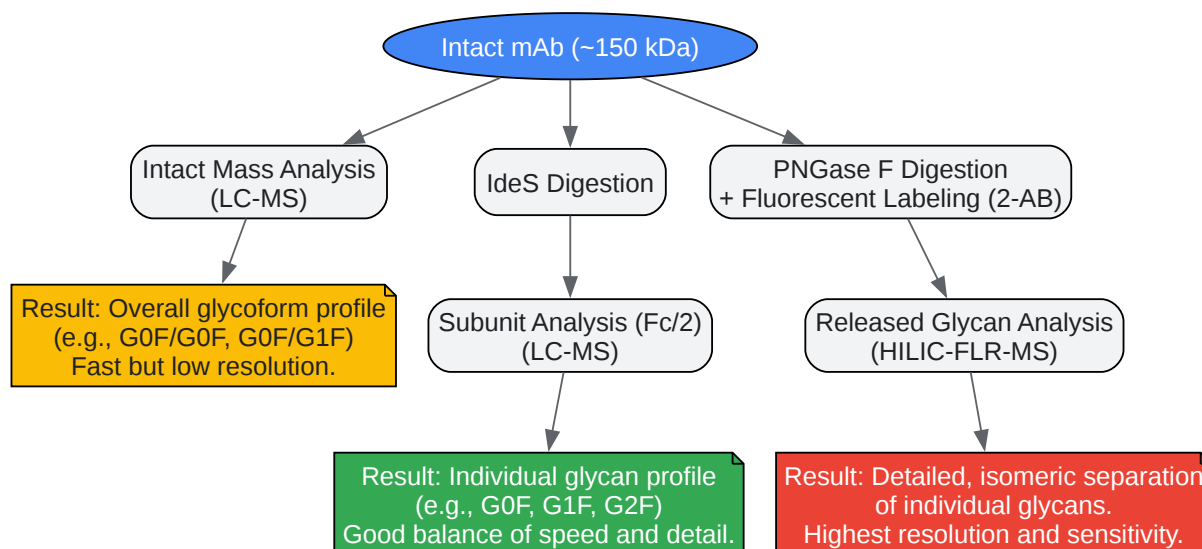 Intact mAb (~150 kDa)
Intact Mass Analysis
(LC-MS)
IdeS Digestion
PNGase F Digestion
+ Fluorescent Labeling (2-AB)
Result: Overall glycoform profile
(e.g., G0F/G0F, G0F/G1F)
Fast but low resolution.
Subunit Analysis (Fc/2)
(LC-MS)
Released Glycan Analysis
(HILIC-FLR-MS)
Result: Individual glycan profile
(e.g., G0F, G1F, G2F)
Good balance of speed and detail.
Result: Detailed, isomeric separation
of individual glycans.
Highest resolution and sensitivity.